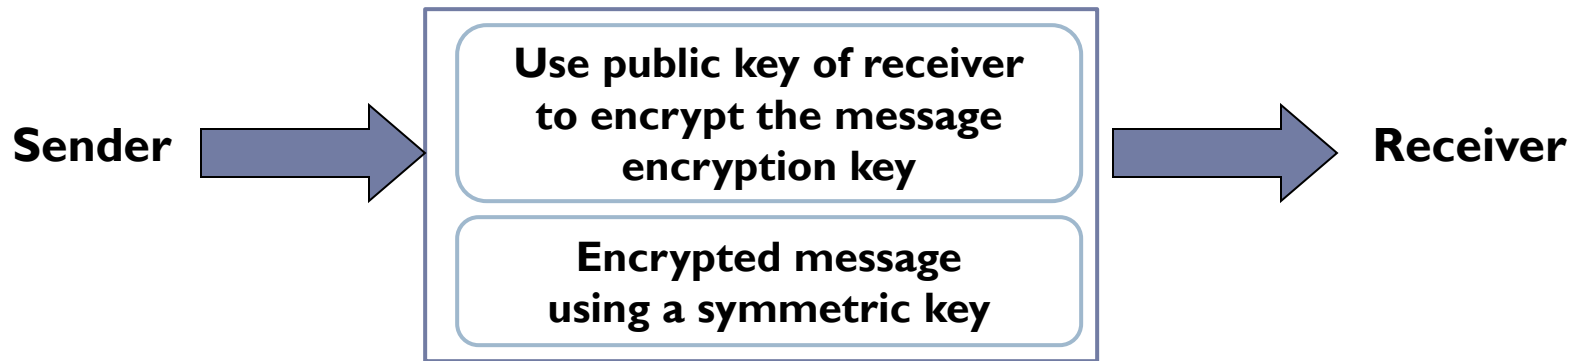 Sender
Use public key of receiver
to encrypt the message
encryption key
Encrypted message
using a symmetric key
Receiver